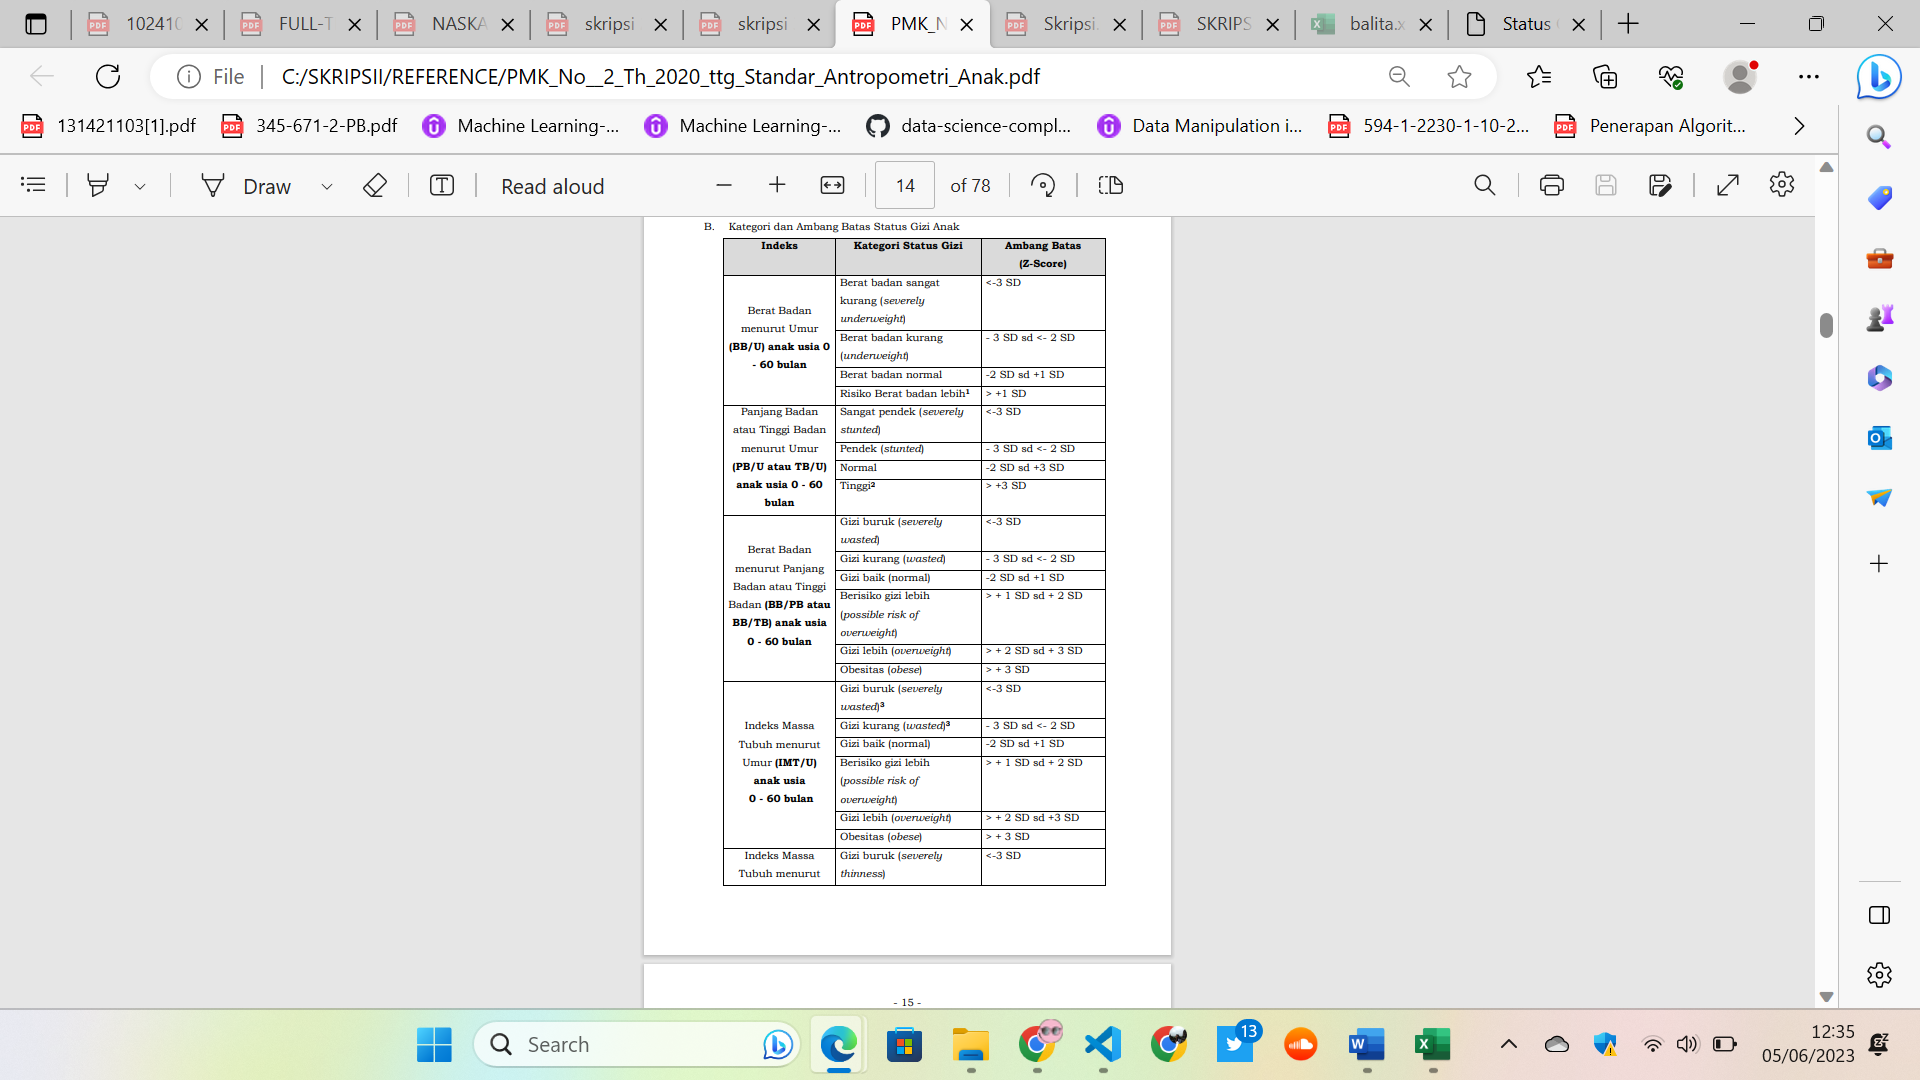 102410
FULL-T
NASKA
skripsi
skripsi
PMK_N
Skripsi.
SKRIPS
balita.x
Status
File
C:/SKRIPSII/REFERENCE/PMK_No__2_Th_2020_ttg_Standar_Antropometri_Anak.pdf
131421103[1].pdf
345-671-2-PB.pdf
Machine Learning-...
Machine Learning-...
data-science-compl...
Data Manipulation i...
594-1-2230-1-10-2...
Penerapan Algorit...
Draw
Read aloud
14
of 78
B. Kategori dan Ambang Batas Status Gizi Anak
Indeks
Kategori Status Gizi
Ambang Batas
(Z-Score)
Berat Badan
menurut Umur
(BB/U) anak usia 0
- 60 bulan
Berat badan sangat
kurang (severely
underweight)
<-3 SD
Berat badan kurang
(underweight)
- 3 SD sd <- 2 SD
Berat badan normal
-2 SD sd +1 SD
Risiko Berat badan lebih¹
> +1 SD
Panjang Badan
atau Tinggi Badan
menurut Umur
(PB/U atau TB/U)
anak usia 0 - 60
bulan
Sangat pendek (severely
stunted)
<-3 SD
Pendek (stunted)
- 3 SD sd <- 2 SD
Normal
-2 SD sd +3 SD
Tinggi²
> +3 SD
Berat Badan
menurut Panjang
Badan atau Tinggi
Badan (BB/PB atau
BB/TB) anak usia
0 - 60 bulan
Gizi buruk (severely
wasted)
<-3 SD
Gizi kurang (wasted)
- 3 SD sd <- 2 SD
Gizi baik (normal)
-2 SD sd +1 SD
Berisiko gizi lebih
(possible risk of
overweight)
> + 1 SD sd + 2 SD
Gizi lebih (overweight)
> + 2 SD sd + 3 SD
Obesitas (obese)
> + 3 SD
Indeks Massa
Tubuh menurut
Umur (IMT/U)
anak usia
0 - 60 bulan
Gizi buruk (severely
wasted)³
<-3 SD
Gizi kurang (wasted)³
- 3 SD sd <- 2 SD
Gizi baik (normal)
-2 SD sd +1 SD
Berisiko gizi lebih
(possible risk of
overweight)
> + 1 SD sd + 2 SD
Gizi lebih (overweight)
> + 2 SD sd +3 SD
Obesitas (obese)
> + 3 SD
Indeks Massa
Tubuh menurut
Gizi buruk (severely
thinness)
<-3 SD
- 15 -
Search
13
12:35
05/06/2023